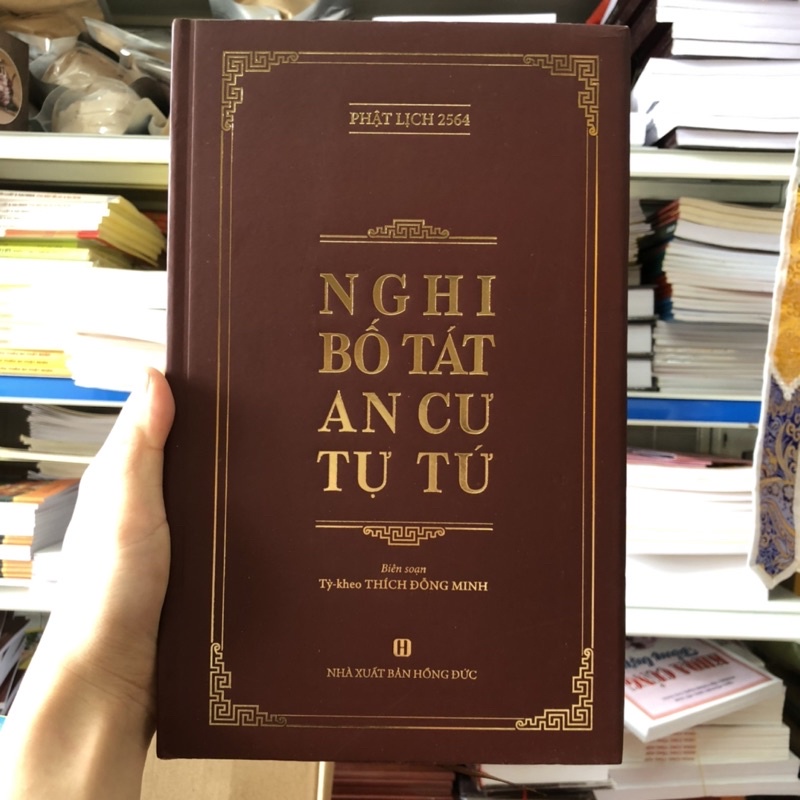 PHẬT LỊCH 2564
NGHI
BỐ TÁT
AN CƯ
TỰ TỨ
Biên soạn
Tỳ-kheo THÍCH ĐỒNG MINH
H
NHÀ XUẤT BẢN HỒNG ĐỨC